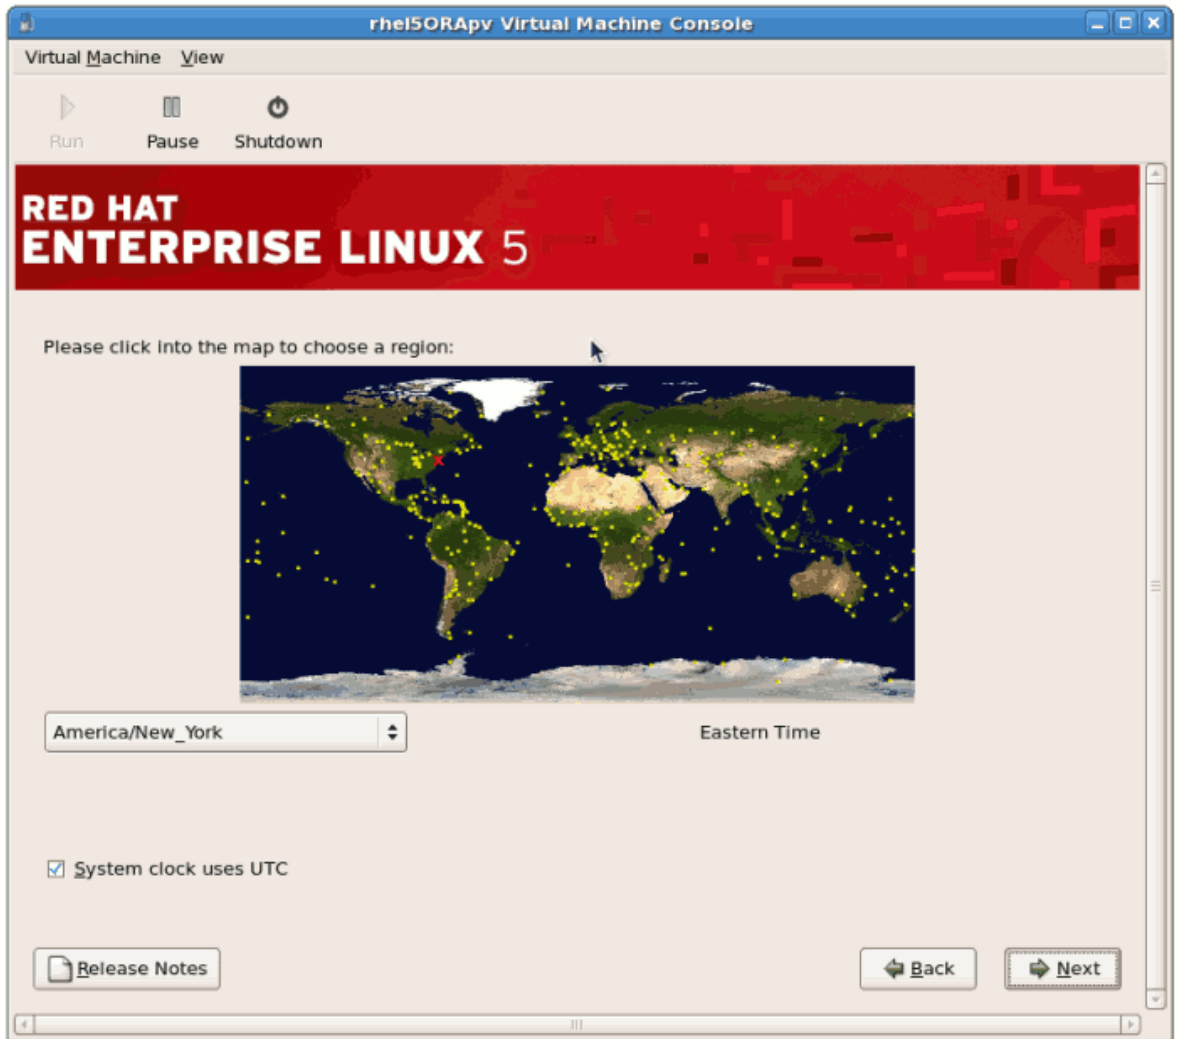 rhel5ORApv Virtual Machine Console
Virtual Machine View
Run Pause Shutdown
RED HAT
ENTERPRISE LINUX 5
Please click into the map to choose a region:
America/New_York Eastern Time
System clock uses UTC
Release Notes Back Next